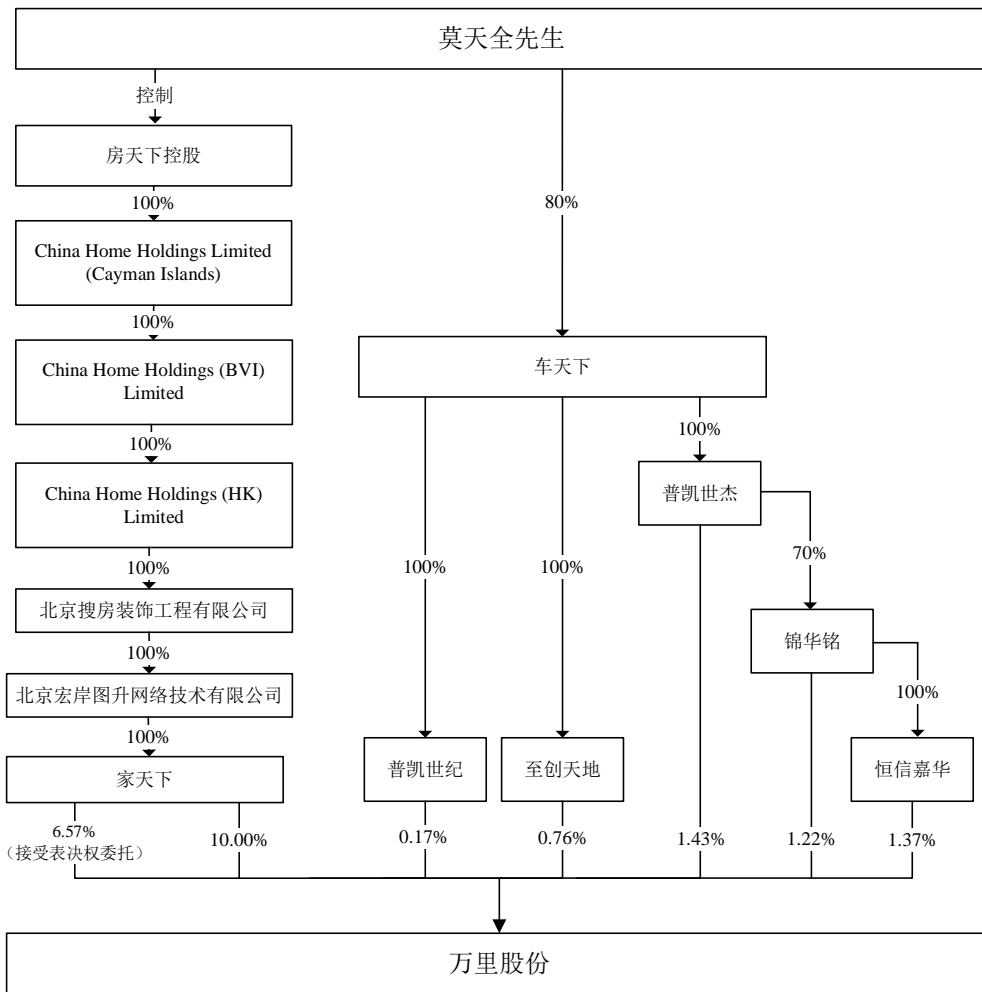 莫天全先生
控制
房天下控股
100%
China Home Holdings Limited
(Cayman Islands)
80%
100%
China Home Holdings (BVI)
Limited
车天下
100%
China Home Holdings (HK)
Limited
100%
普凯世杰
100%
100%
100%
70%
北京搜房装饰工程有限公司
100%
锦华铭
北京宏岸图升网络技术有限公司
100%
100%
家天下
普凯世纪
至创天地
恒信嘉华
6.57%
（接受表决权委托）
10.00%
0.17%
0.76%
1.43%
1.22%
1.37%
万里股份